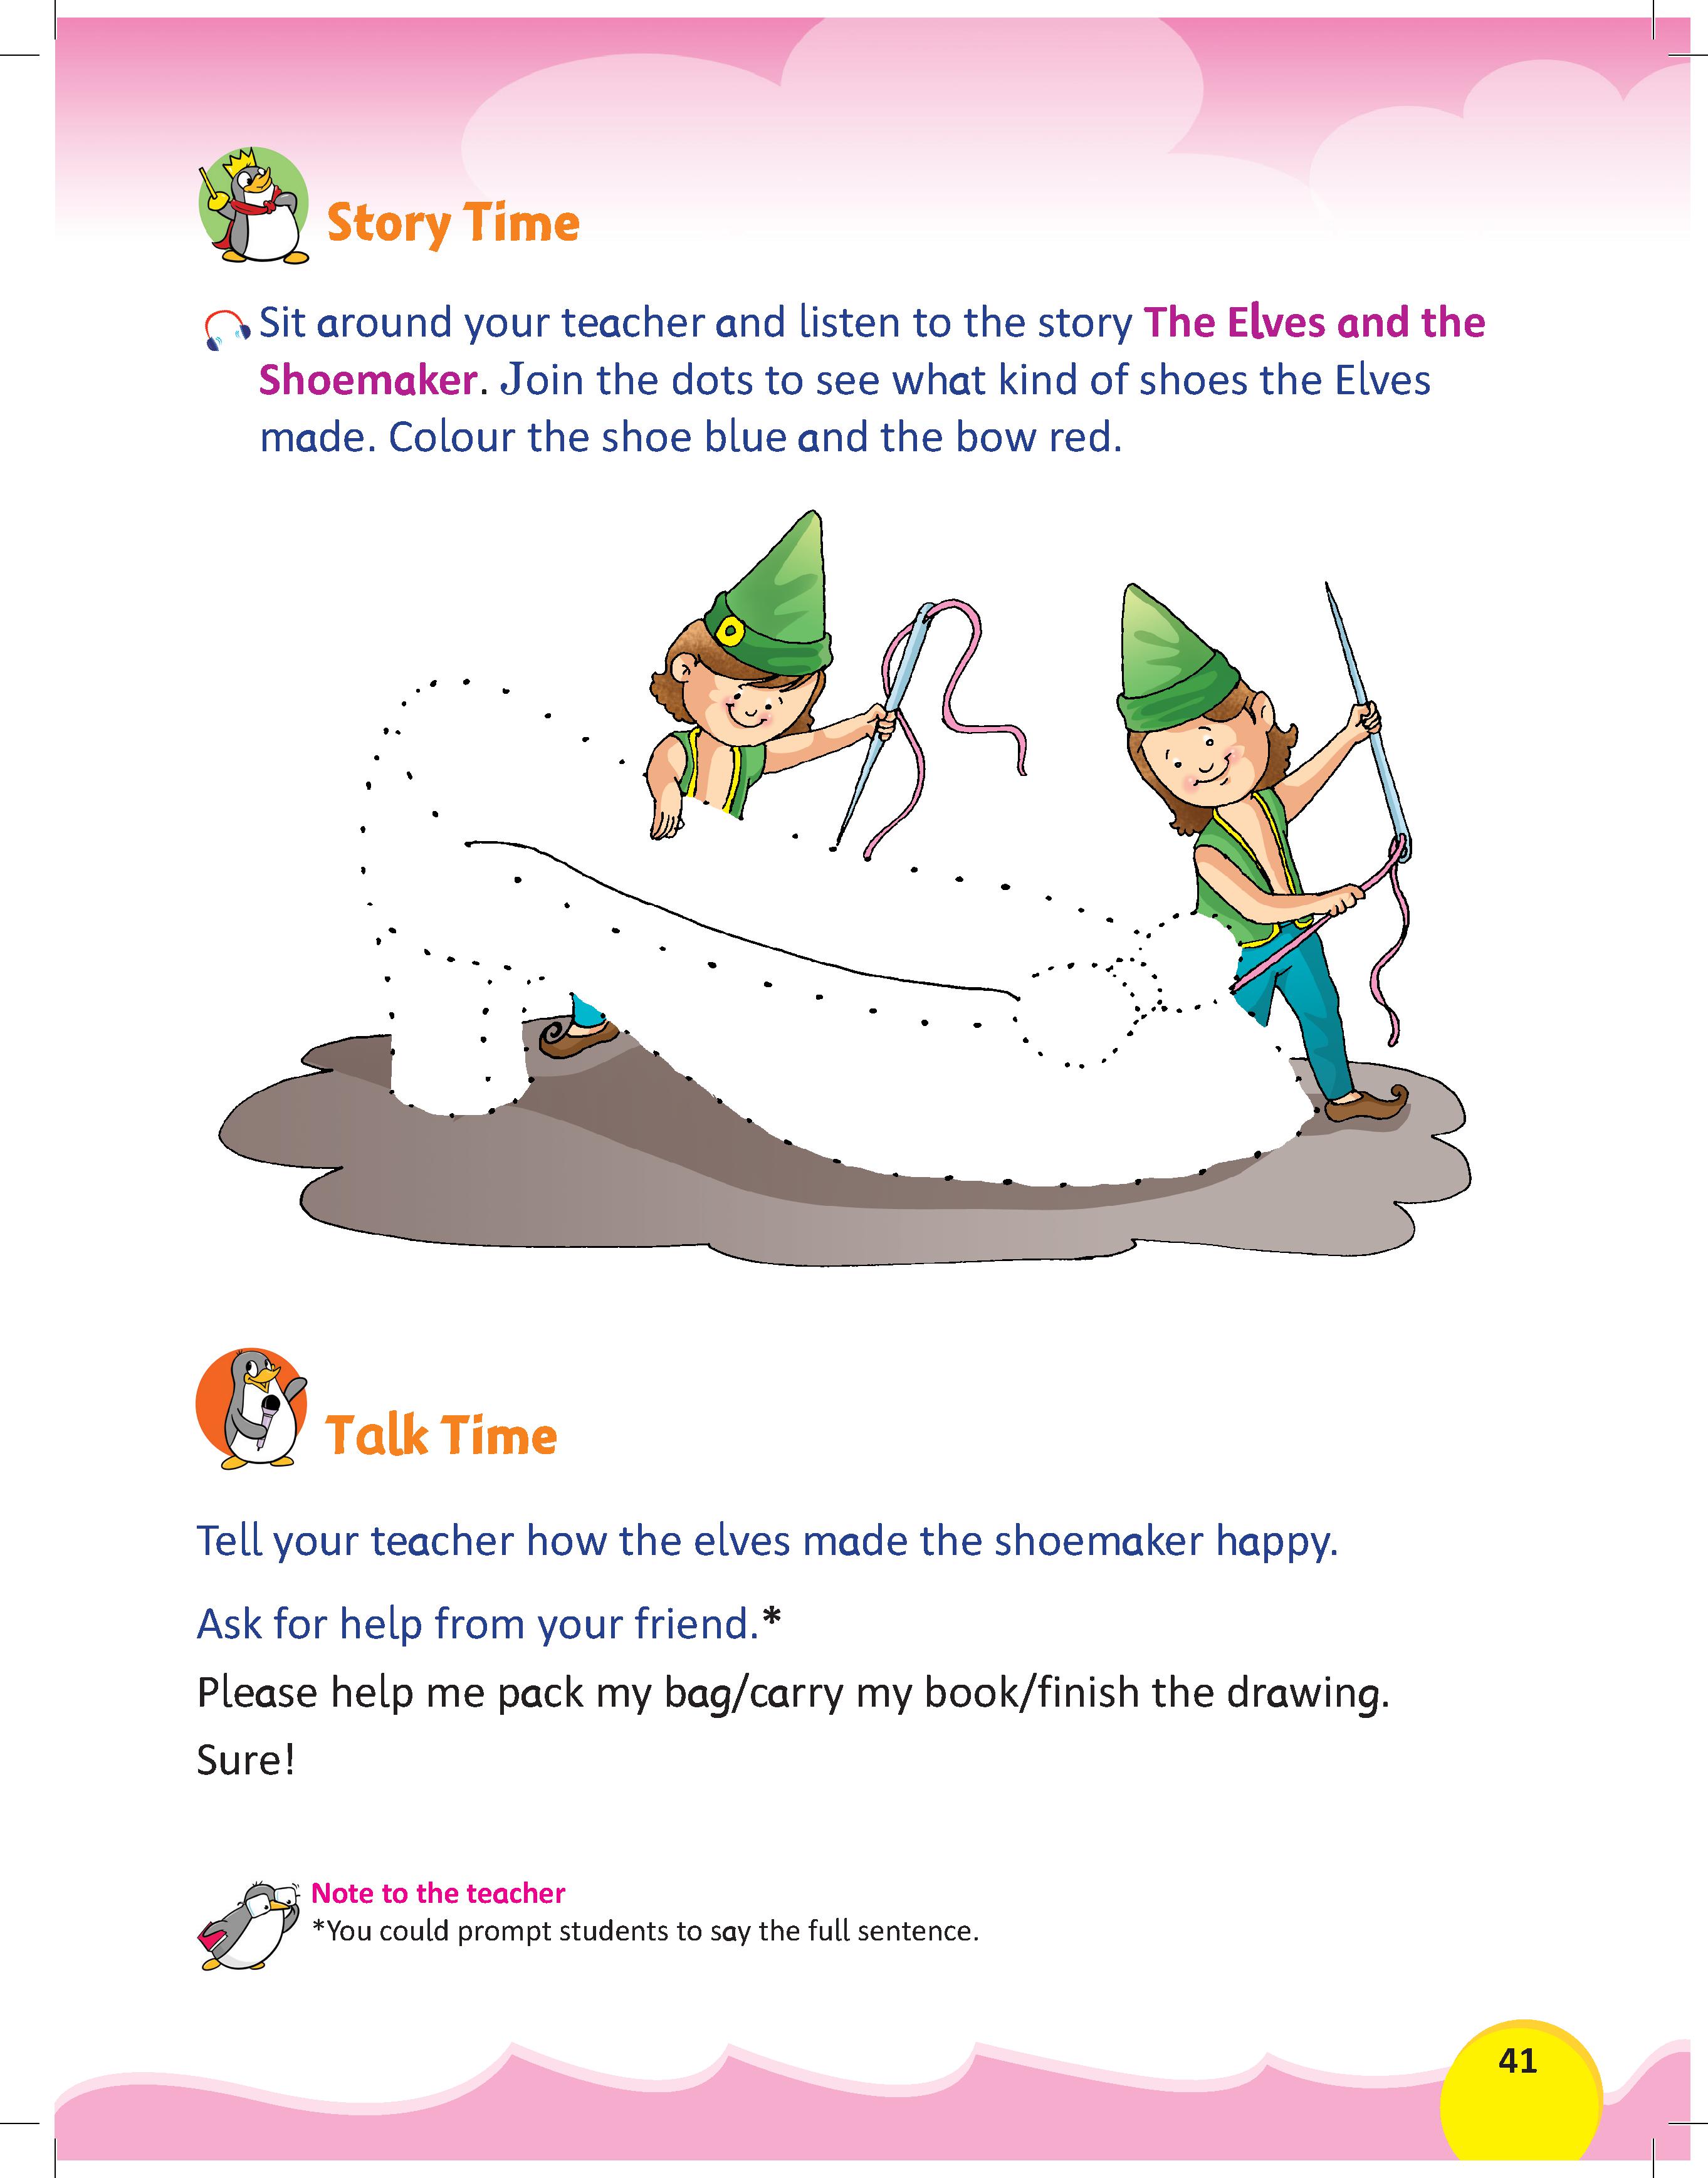 Story Time
Sit around your teacher and listen to the story The Elves and the
Shoemaker. Join the dots to see what kind of shoes the Elves
made. Colour the shoe blue and the bow red.
Talk Time
Tell your teacher how the elves made the shoemaker happy.
Ask for help from your friend.*
Please help me pack my bag/carry my book/finish the drawing.
Sure!
Note to the teacher
*You could prompt students to say the full sentence.
41